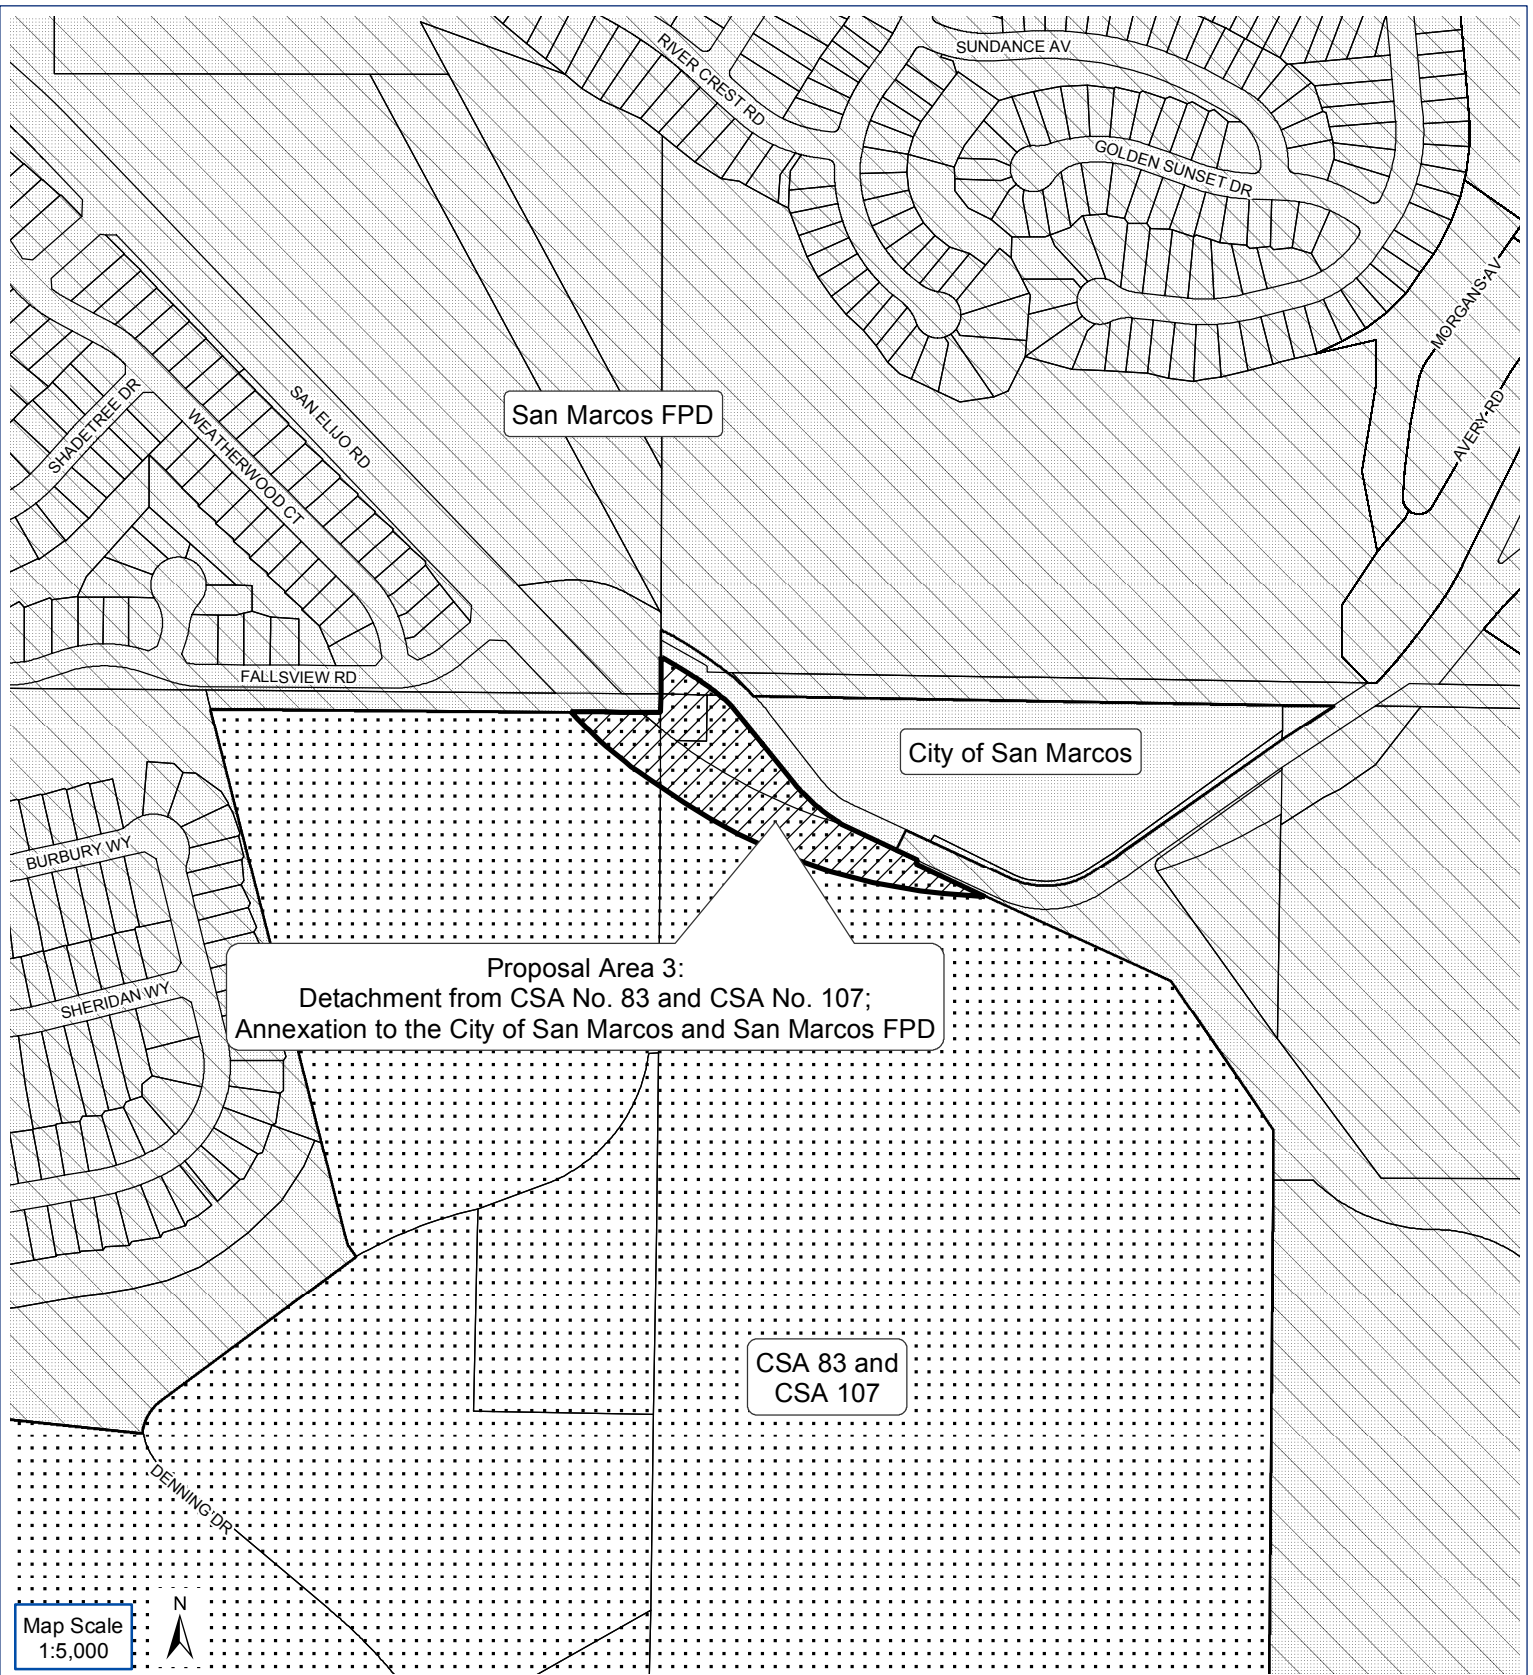 SUNDANCE AV
RIVER CREST RD
GOLDEN SUNSET DR
MORGANS AV
AVERY RD
SAN ELIJO RD
SHADETREE DR
WEATHERWOOD CT
San Marcos FPD
FALLSVIEW RD
City of San Marcos
BURBURY WY
SHERIDAN WY
Proposal Area 3:
Detachment from CSA No. 83 and CSA No. 107;
Annexation to the City of San Marcos and San Marcos FPD
CSA 83 and
CSA 107
DENNING DR
N
Map Scale
1:5,000